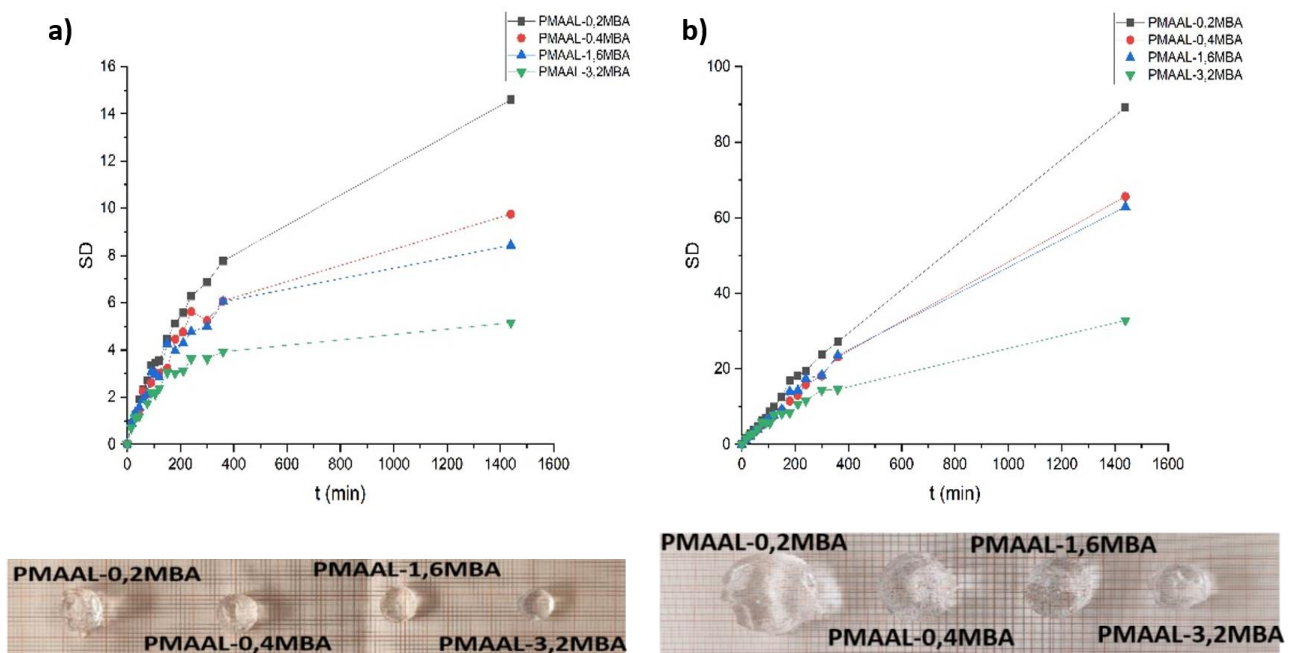 a)
PMAAL-0,2MBA
PMAAL-0,4MBA
PMAAL-1,6MBA
PMAAL-3,2MBA
16
14
12
10
8
6
4
2
0
SD
0 200 400 600 800 1000 1200 1400 1600
t (min)
b)
PMAAL-0,2MBA
PMAAL-0,4MBA
PMAAL-1,6MBA
PMAAL-3,2MBA
100
80
60
40
20
0
SD
0 200 400 600 800 1000 1200 1400 1600
t (min)
PMAAL-0,2MBA
PMAAL-1,6MBA
PMAAL-0,4MBA
PMAAL-3,2MBA
PMAAL-0,2MBA
PMAAL-1,6MBA
PMAAL-0,4MBA
PMAAL-3,2MBA